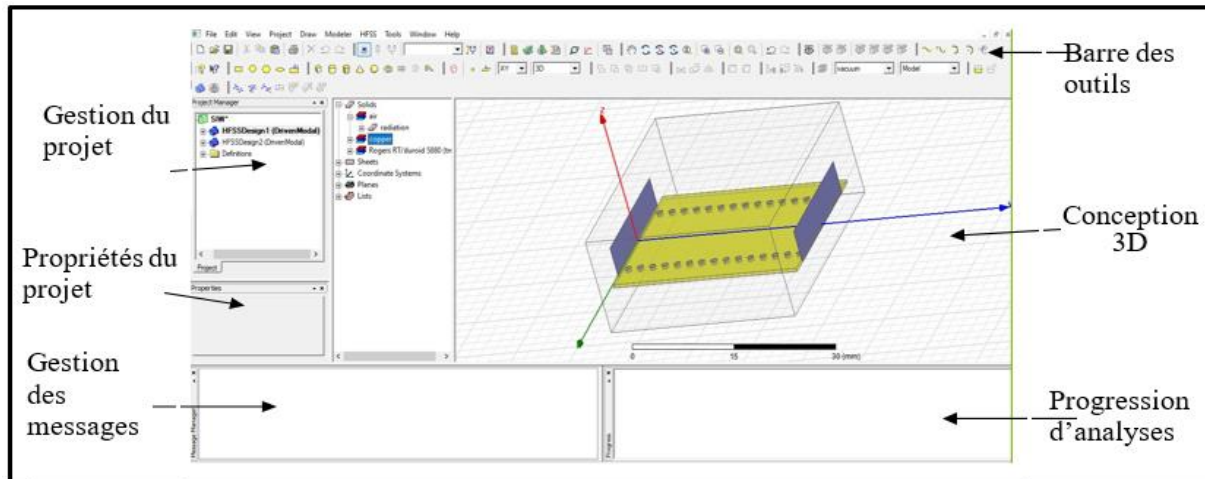 File Edit View Project Draw Modeler HFSS Tools Window Help
Barre des
outils
XY
3D
vacuum
Model
Gestion du
projet
Project Manager
SIW*
HFSSDesign1 (DrivenModal)
HFSSDesign2 (DrivenModal)
Definitions
Project
Solids
air
radiation
copper
Rogers RT/duroid 5880 (tm
Sheets
Coordinate Systems
Planes
Lists
Z
0
15
30 (mm)
Conception
3D
Propriétés du
projet
Properties
Gestion
des
messages
Message Manager
Progress
Progression
d'analyses